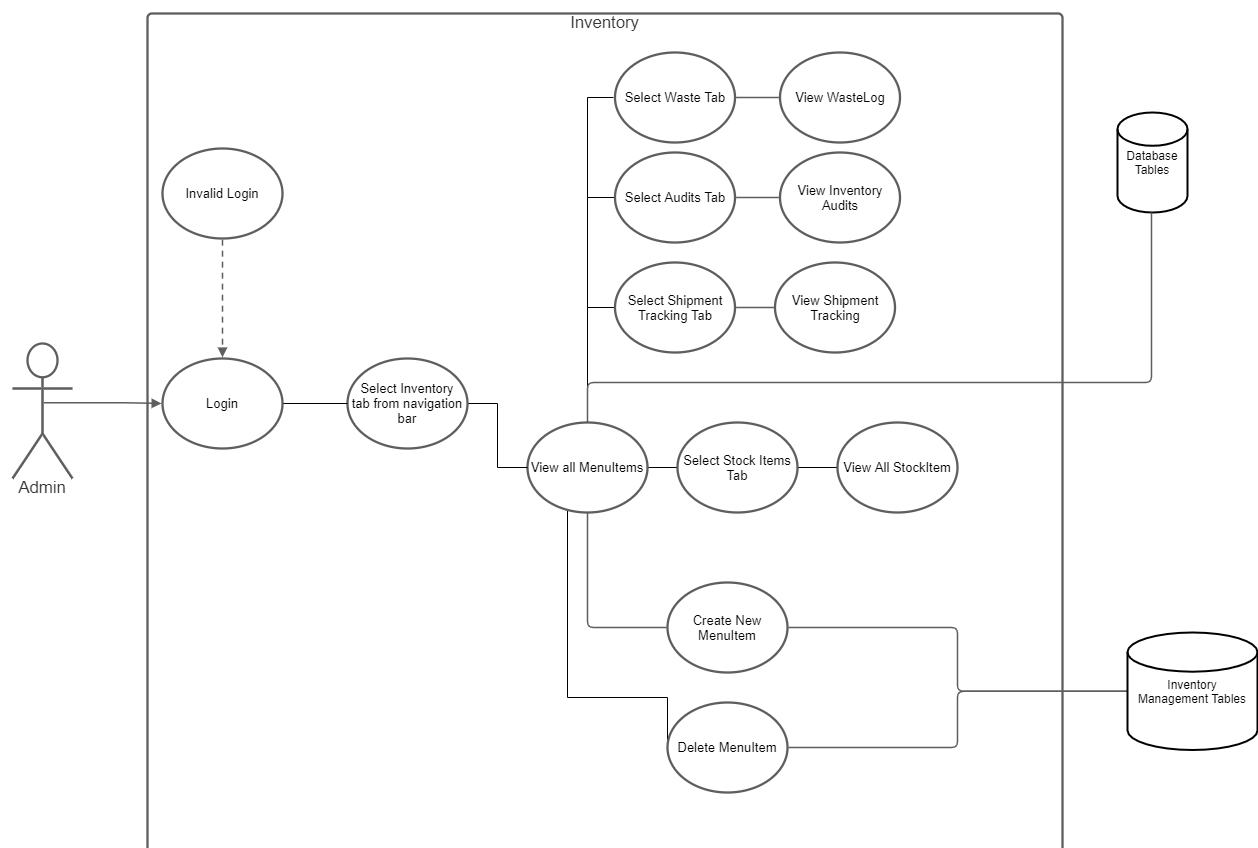 Inventory
Select Waste Tab
View WasteLog
Database
Tables
Invalid Login
Select Audits Tab
View Inventory
Audits
Select Shipment
Tracking Tab
View Shipment
Tracking
Login
Select Inventory
tab from navigation
bar
Admin
View all MenuItems
Select Stock Items
Tab
View All StockItem
Create New
MenuItem
Inventory
Management Tables
Delete MenuItem